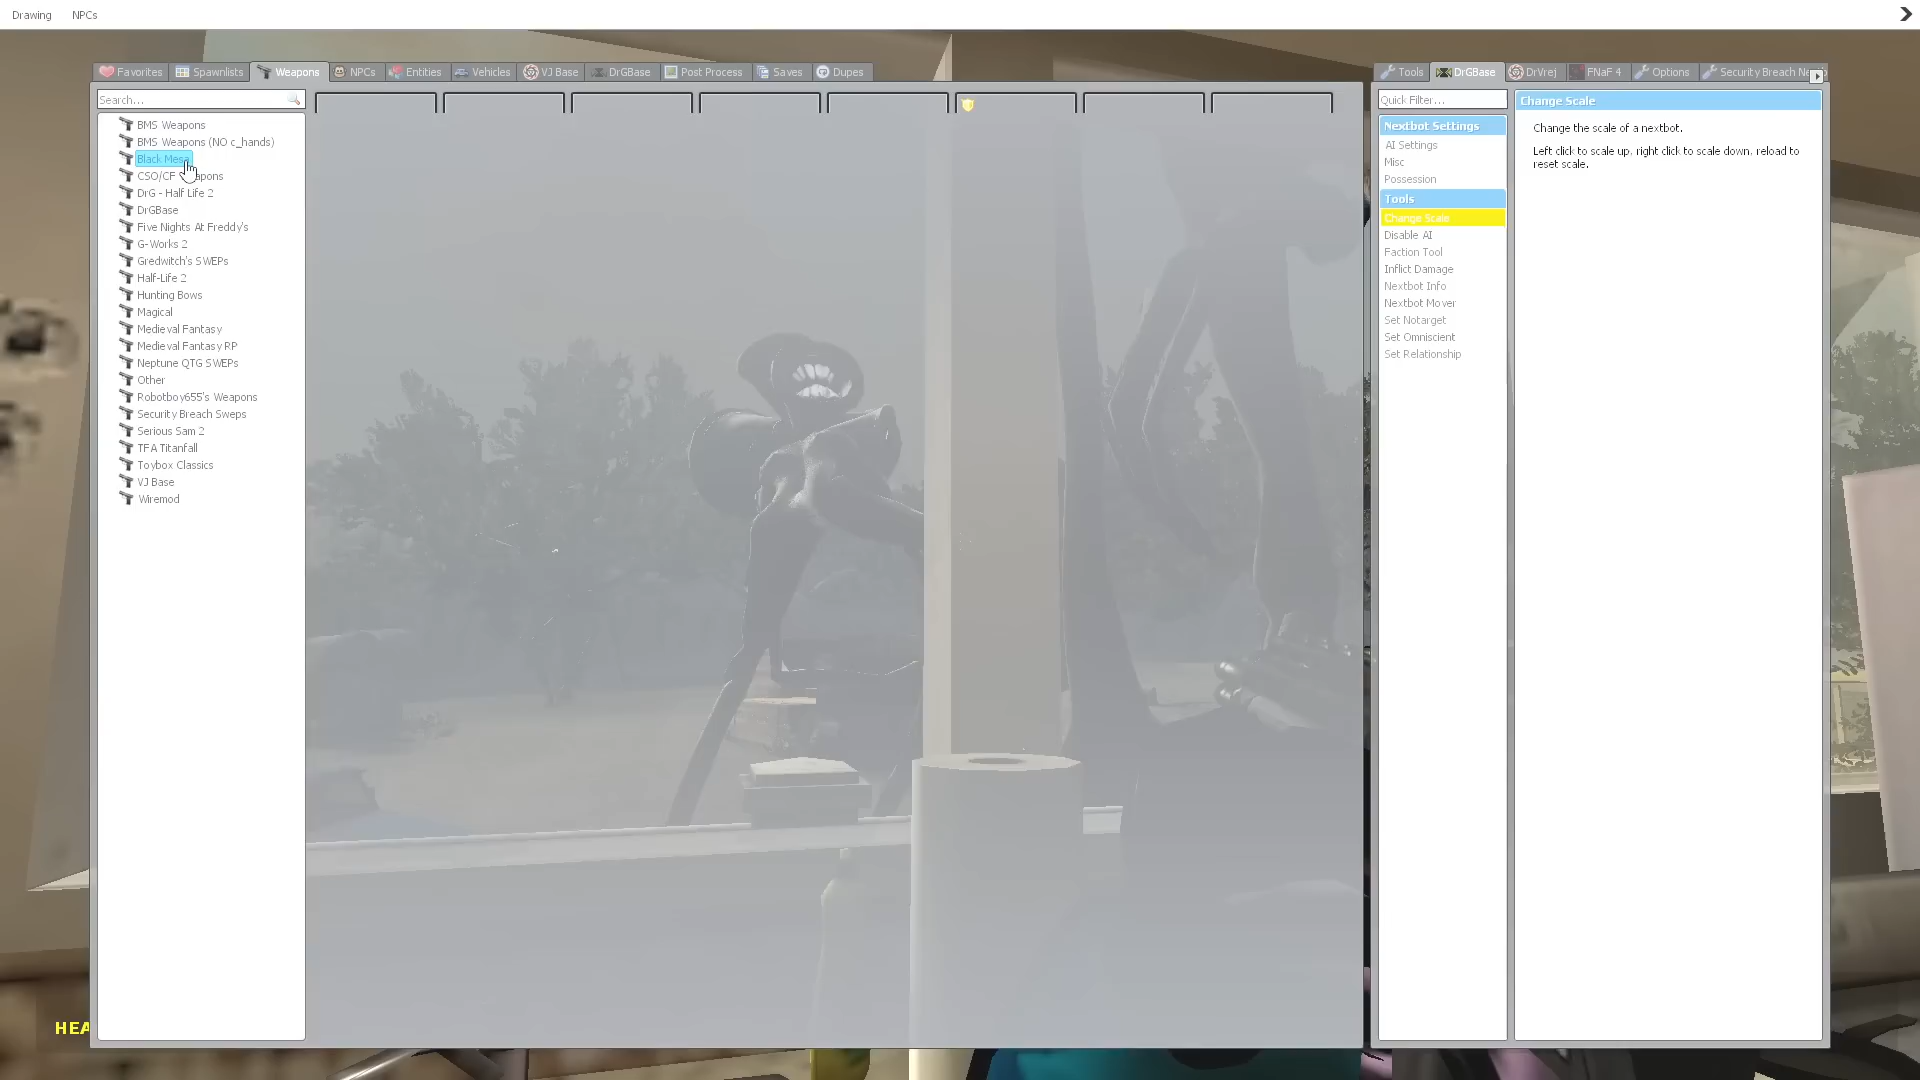 Drawing NPCs
Favorites Spawnlists Weapons NPCs Entities Vehicles VJ Base DrGBase Post Process Saves Dupes
Search...
BMS Weapons
BMS Weapons (NO c_hands)
Black Mesa
CSO/CF
DrG - Half Life 2
DrGBase
Five Nights At Freddy's
G-Works 2
Gredwitch's SWEPs
Half-Life 2
Hunting Bows
Magical
Medieval Fantasy
Medieval Fantasy RP
Neptune QTG SWEPs
Other
Robotboy655's Weapons
Security Breach Sweps
Serious Sam 2
TFA Titanfall
Toybox Classics
VJ Base
Wiremod
HEA
Tools DrGBase DrVrej FNaF 4 Options Security Breach
Quick Filter...
Nextbot Settings
AI Settings
Misc
Possession
Tools
Change Scale
Disable AI
Faction Tool
Inflict Damage
Nextbot Info
Nextbot Mover
Set Notarget
Set Omniscient
Set Relationship
Change Scale
Change the scale of a nextbot.
Left click to scale up, right click to scale down, reload to
reset scale.